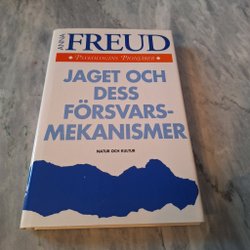 ANNA
FREUD
• PSYKOLOGINS PIONJÄRER •
JAGET OCH
DESS
FÖRSVARS-
MEKANISMER
NATUR OCH KULTUR